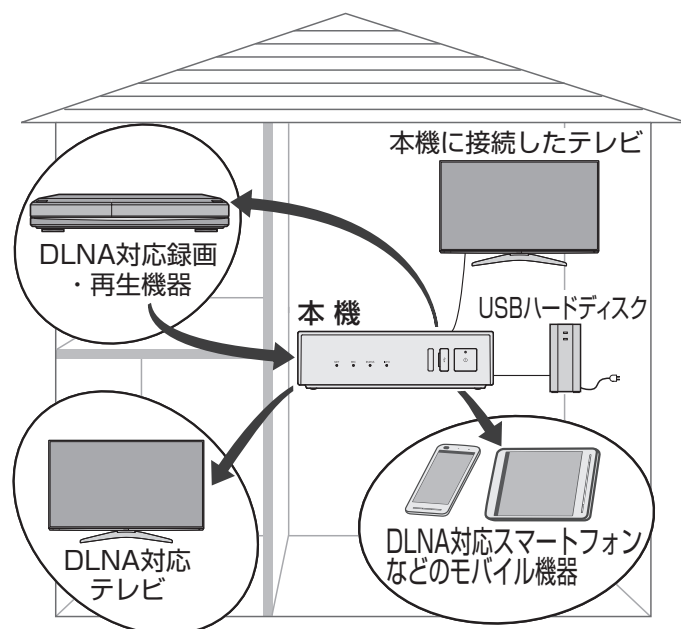 本機に接続したテレビ
DLNA対応録画
・再生機器
本 機
USBハードディスク
DLNA対応
テレビ
DLNA対応スマートフォン
などのモバイル機器